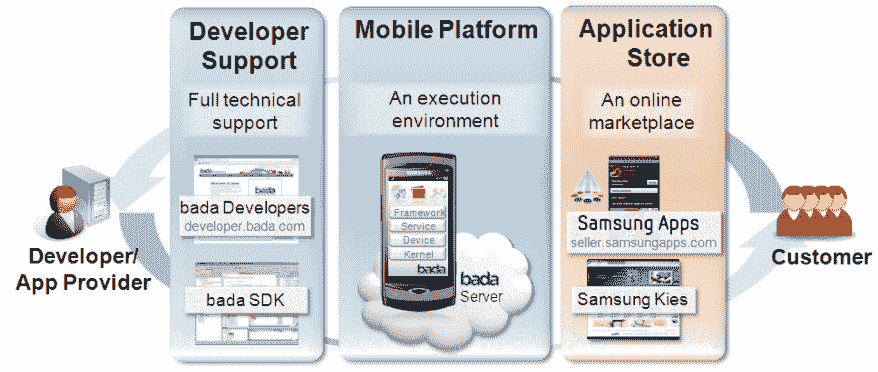 Developer
Support
Full technical
support
bada Developers
developer.bada.com
bada SDK
Mobile Platform
An execution
environment
SAMSUNG
Framework
Service
Device
Kernel
bada
bada
Server
Application
Store
An online
marketplace
Samsung Apps
seller.samsungapps.com
Samsung Kies
Developer/
App Provider
Customer